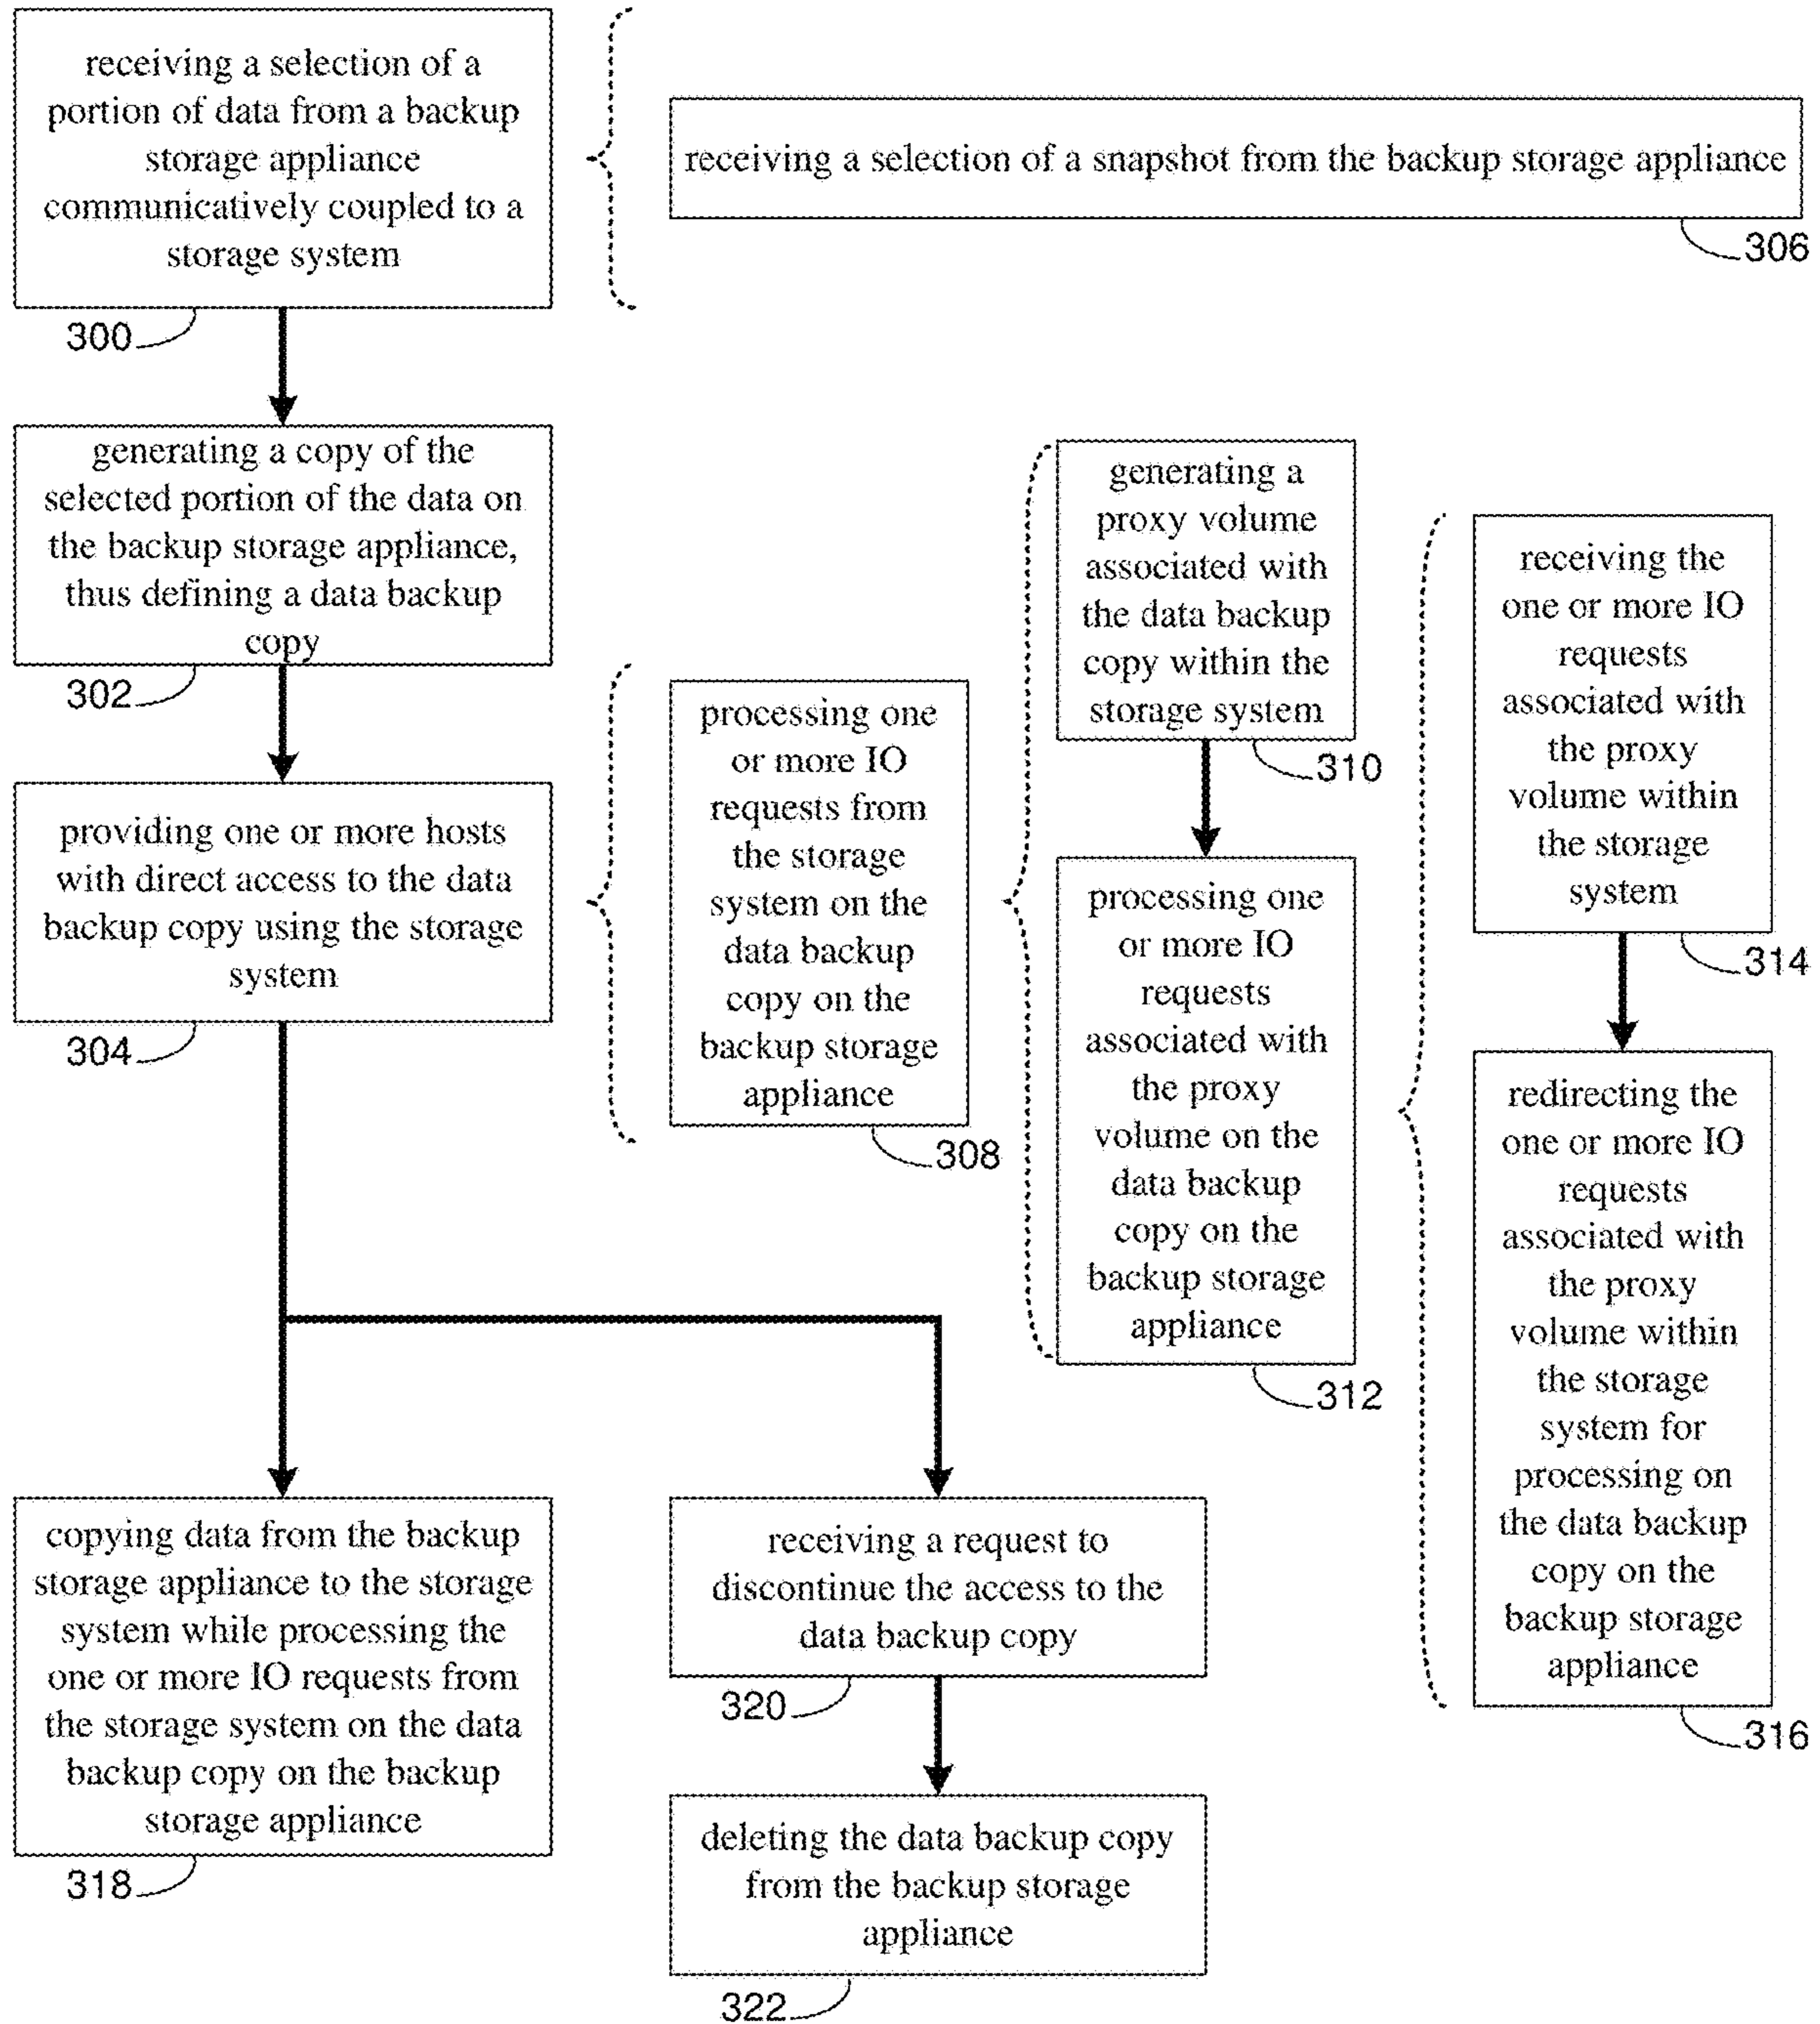 receiving a selection of a
portion of data from a backup
storage appliance
communicatively coupled to a
storage system
300
receiving a selection of a snapshot from the backup storage appliance
306
generating a copy of the
selected portion of the data on
the backup storage appliance,
thus defining a data backup
copy
302
providing one or more hosts
with direct access to the data
backup copy using the storage
system
304
processing one
or more IO
requests from
the storage
system on the
data backup
copy on the
backup storage
appliance
308
generating a
proxy volume
associated with
the data backup
copy within the
storage system
310
processing one
or more IO
requests
associated with
the proxy
volume on the
data backup
copy on the
backup storage
appliance
312
receiving the
one or more IO
requests
associated with
the proxy
volume within
the storage
system
314
redirecting the
one or more IO
requests
associated with
the proxy
volume within
the storage
system for
processing on
the data backup
copy on the
backup storage
appliance
316
copying data from the backup
storage appliance to the storage
system while processing the
one or more IO requests from
the storage system on the data
backup copy on the backup
storage appliance
318
receiving a request to
discontinue the access to the
data backup copy
320
deleting the data backup copy
from the backup storage
appliance
322